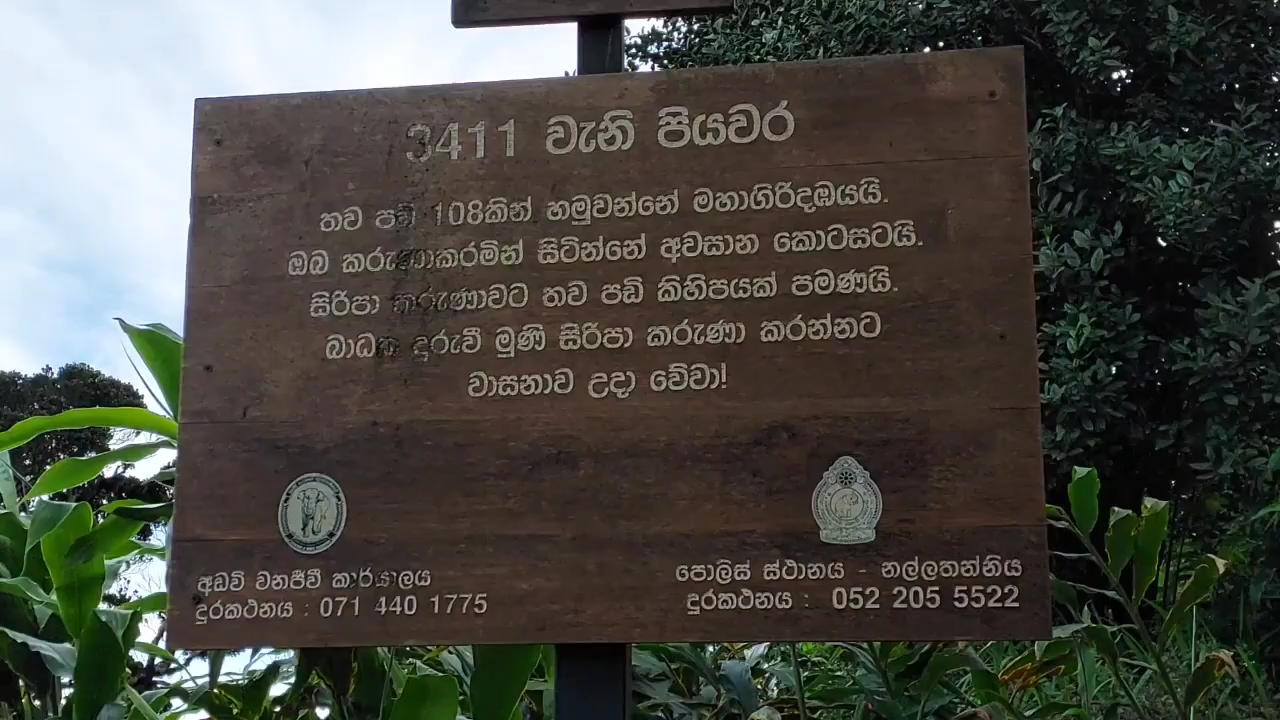 3411 වැනි පියවර
තව පඩි 108කින් හමුවන්නේ මහාගිරිදඹයයි.
ඔබ කරුණාකරමින් සිටින්නේ අවසාන කොටසටයි.
සිරිපා කරුණාවට තව පඩි කිහිපයක් පමණයි.
බාධක දුරුවී මුණි සිරිපා කරුණා කරන්නට
වාසනාව උදා වේවා!
අඩවි වනජීවී කාර්යාලය
දුරකථනය : 071 440 1775
පොලිස් ස්ථානය - නල්ලතන්නිය
දුරකථනය : 052 205 5522